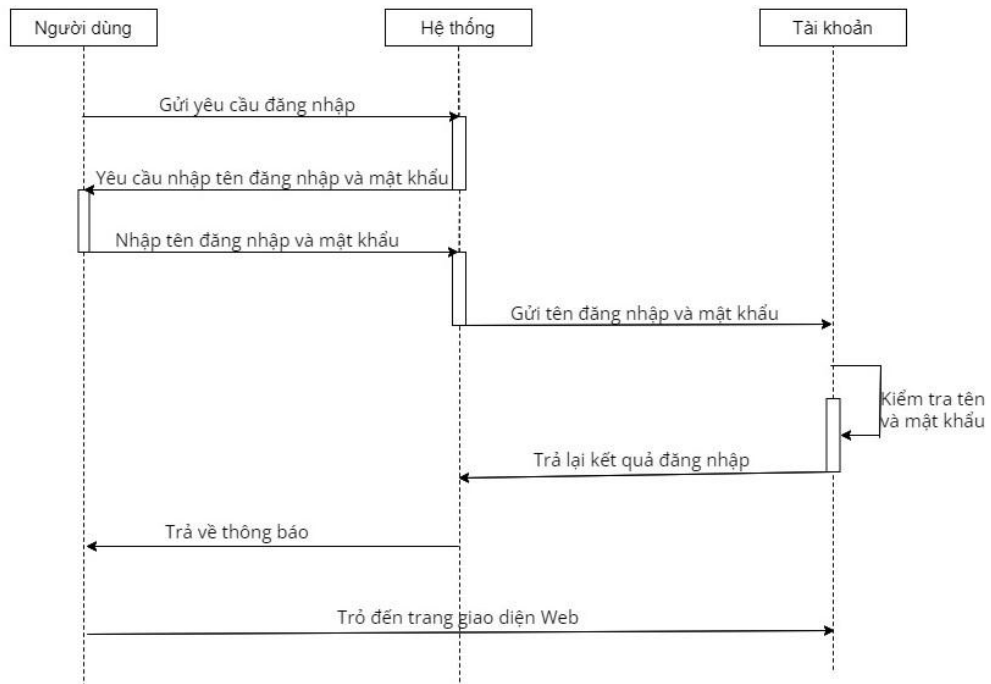 Người dùng
Hệ thống
Tài khoản
Gửi yêu cầu đăng nhập
Yêu cầu nhập tên đăng nhập và mật khẩu
Nhập tên đăng nhập và mật khẩu
Gửi tên đăng nhập và mật khẩu
Kiểm tra tên
và mật khẩu
Trả lại kết quả đăng nhập
Trả về thông báo
Trỏ đến trang giao diện Web